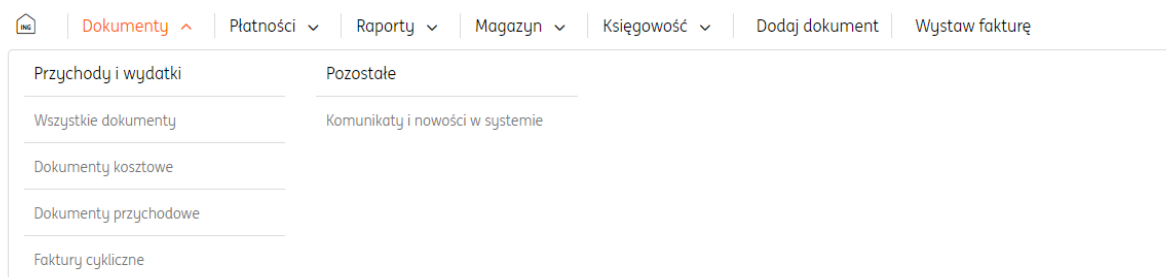 ING Dokumenty Płatności Raporty Magazyn Księgowość Dodaj dokument Wystaw fakturę
Przychody i wydatki Pozostałe
Wszystkie dokumenty Komunikaty i nowości w systemie
Dokumenty kosztowe
Dokumenty przychodowe
Faktury cykliczne